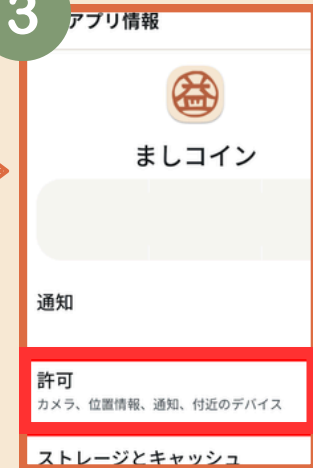 3
アプリ情報
ましコイン
通知
許可
カメラ、位置情報、通知、付近のデバイス
ストレージとキャッシュ